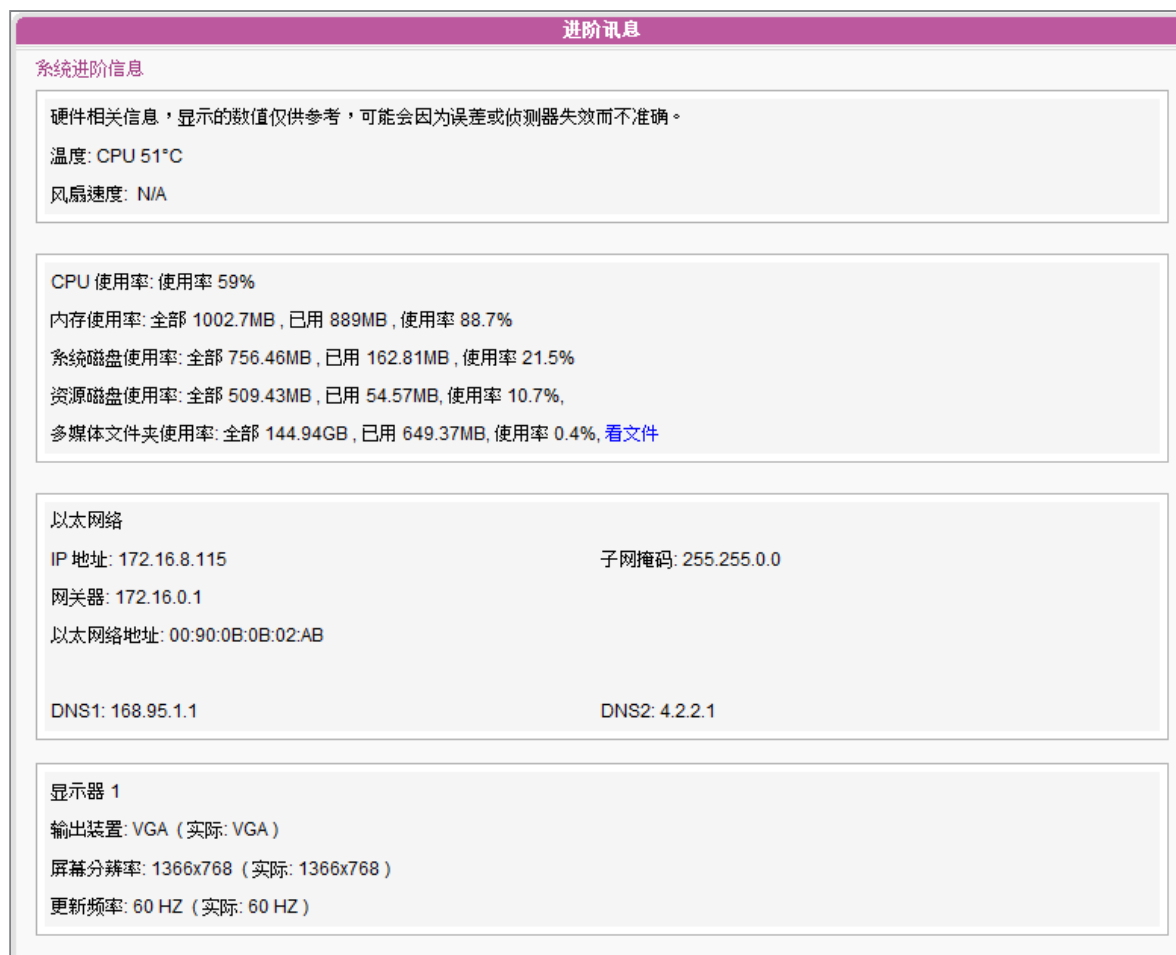 进阶讯息
系统进阶信息
硬件相关信息，显示的数值仅供参考，可能会因为误差或侦测器失效而不准确。
温度: CPU 51°C
风扇速度: N/A
CPU 使用率: 使用率 59%
内存使用率: 全部 1002.7MB , 已用 889MB , 使用率 88.7%
系统磁盘使用率: 全部 756.46MB , 已用 162.81MB , 使用率 21.5%
资源磁盘使用率: 全部 509.43MB , 已用 54.57MB, 使用率 10.7%,
多媒体文件夹使用率: 全部 144.94GB , 已用 649.37MB, 使用率 0.4%, 看文件
以太网络
IP 地址: 172.16.8.115 子网掩码: 255.255.0.0
网关器: 172.16.0.1
以太网络地址: 00:90:0B:0B:02:AB
DNS1: 168.95.1.1 DNS2: 4.2.2.1
显示器 1
输出装置: VGA ( 实际: VGA )
屏幕分辨率: 1366x768 ( 实际: 1366x768 )
更新频率: 60 HZ ( 实际: 60 HZ )